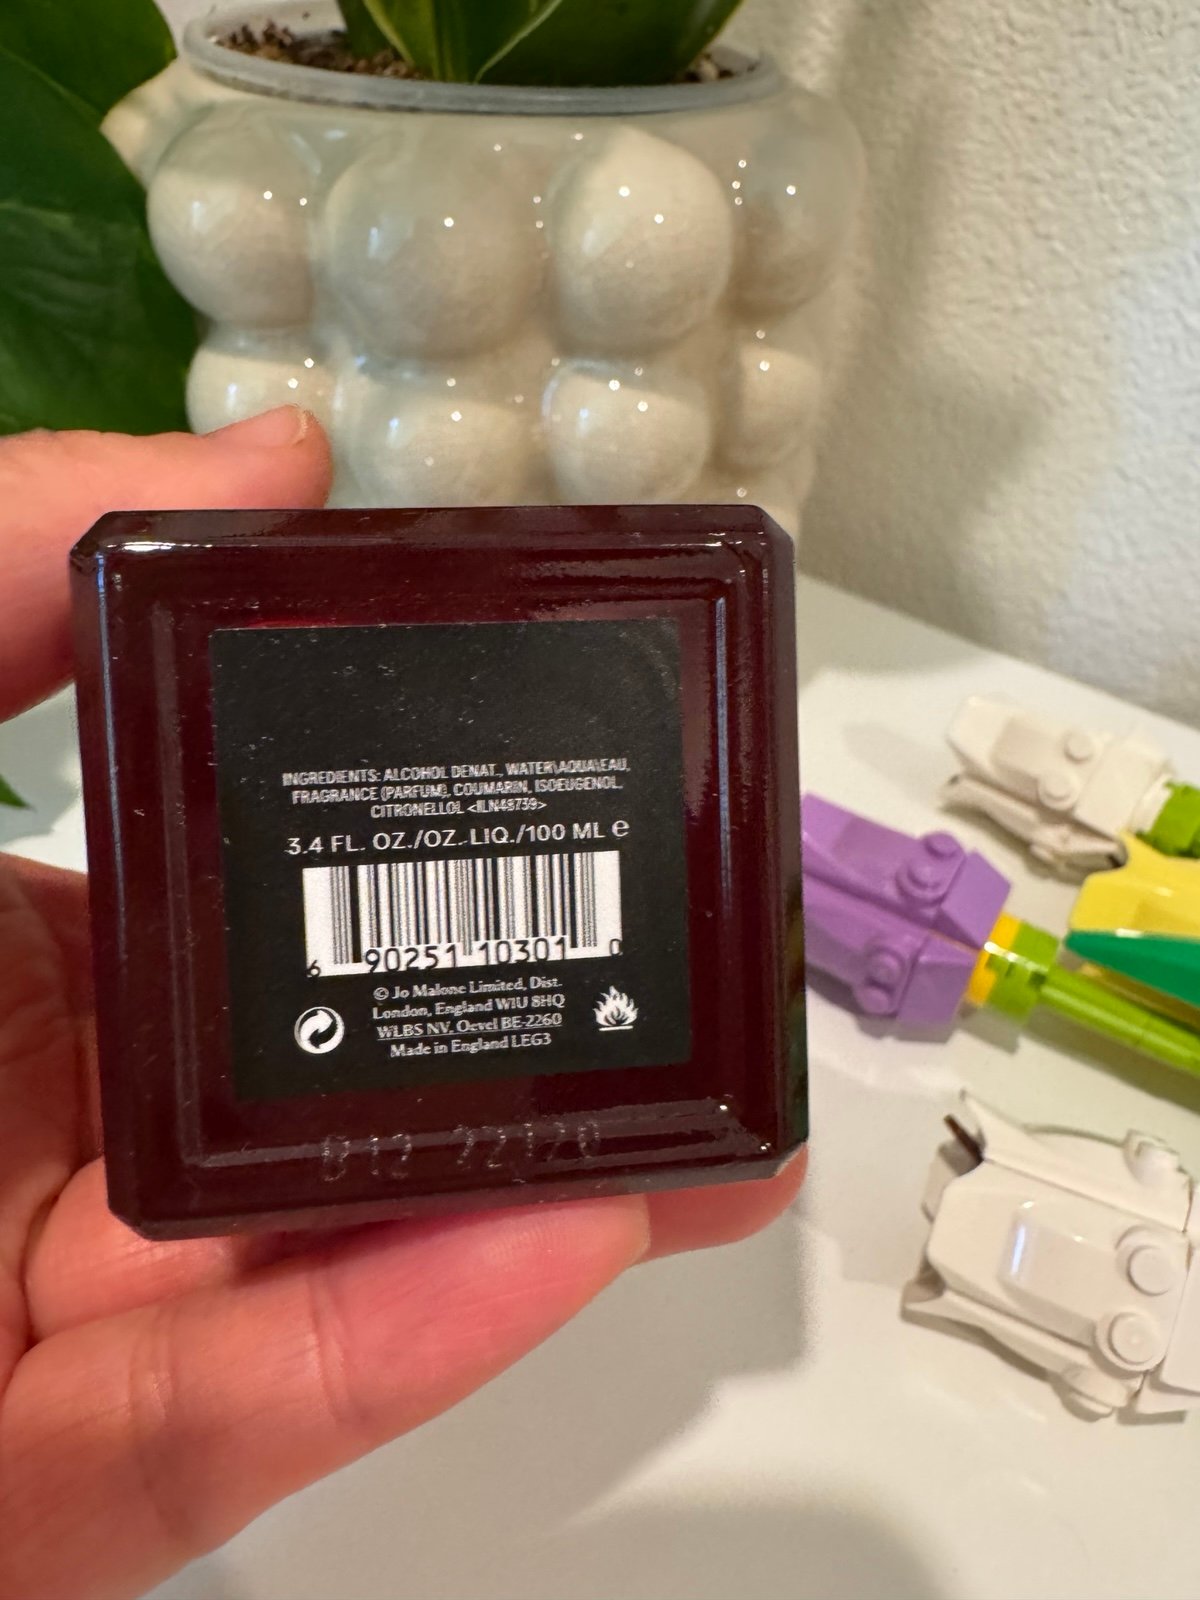 INGREDIENTS: ALCOHOL DENAT., WATER\AQUA\EAU,
FRAGRANCE (PARFUM), COUMARIN, ISOEUGENOL,
CITRONELLOL <ILN48739>
3.4 FL. OZ./OZ. LIQ./100 ML ℮
6 90251 10301 0
© Jo Malone Limited, Dist.
London, England W1U 8HQ
WLBS NV, Oevel BE-2260
Made in England LEG3